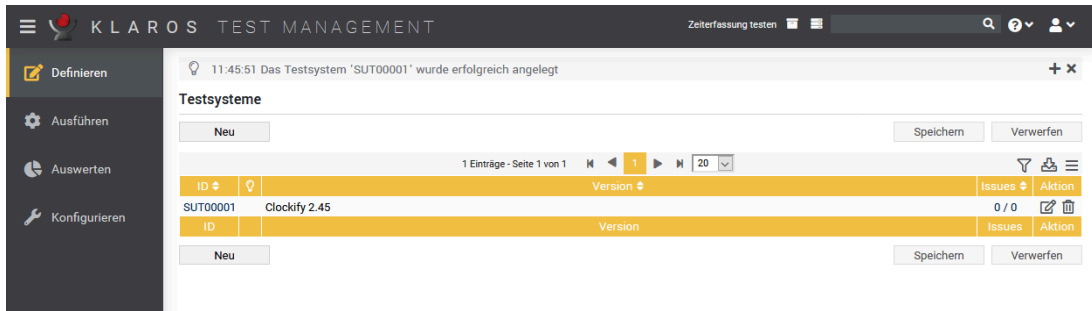 KLAROS TEST MANAGEMENT Zeiterfassung testen
Definieren
11:45:51 Das Testsystem 'SUT00001' wurde erfolgreich angelegt
Testsysteme
Ausführen
Neu Speichern Verwerfen
Auswerten
1 Einträge - Seite 1 von 1 1 20
ID Version Issues Aktion
SUT00001 Clockify 2.45 0 / 0
Konfigurieren
ID Version Issues Aktion
Neu Speichern Verwerfen